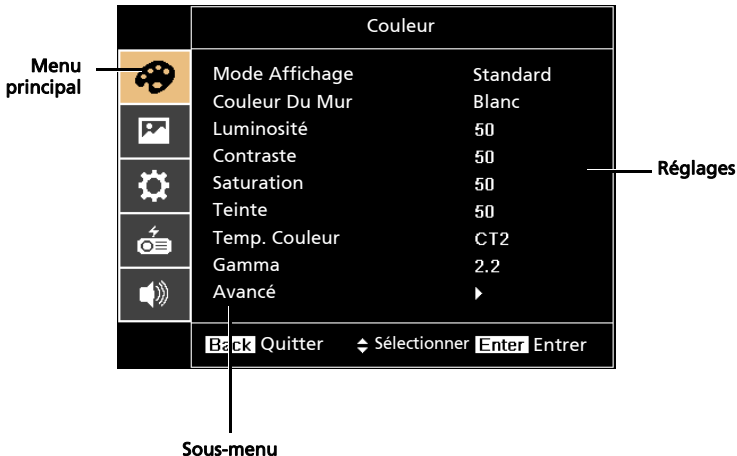 Couleur
Menu principal
Mode Affichage Standard
Couleur Du Mur Blanc
Luminosité 50
Contraste 50
Saturation 50
Teinte 50
Temp. Couleur CT2
Gamma 2.2
Avancé
Réglages
Back Quitter Sélectionner Enter Entrer
Sous-menu